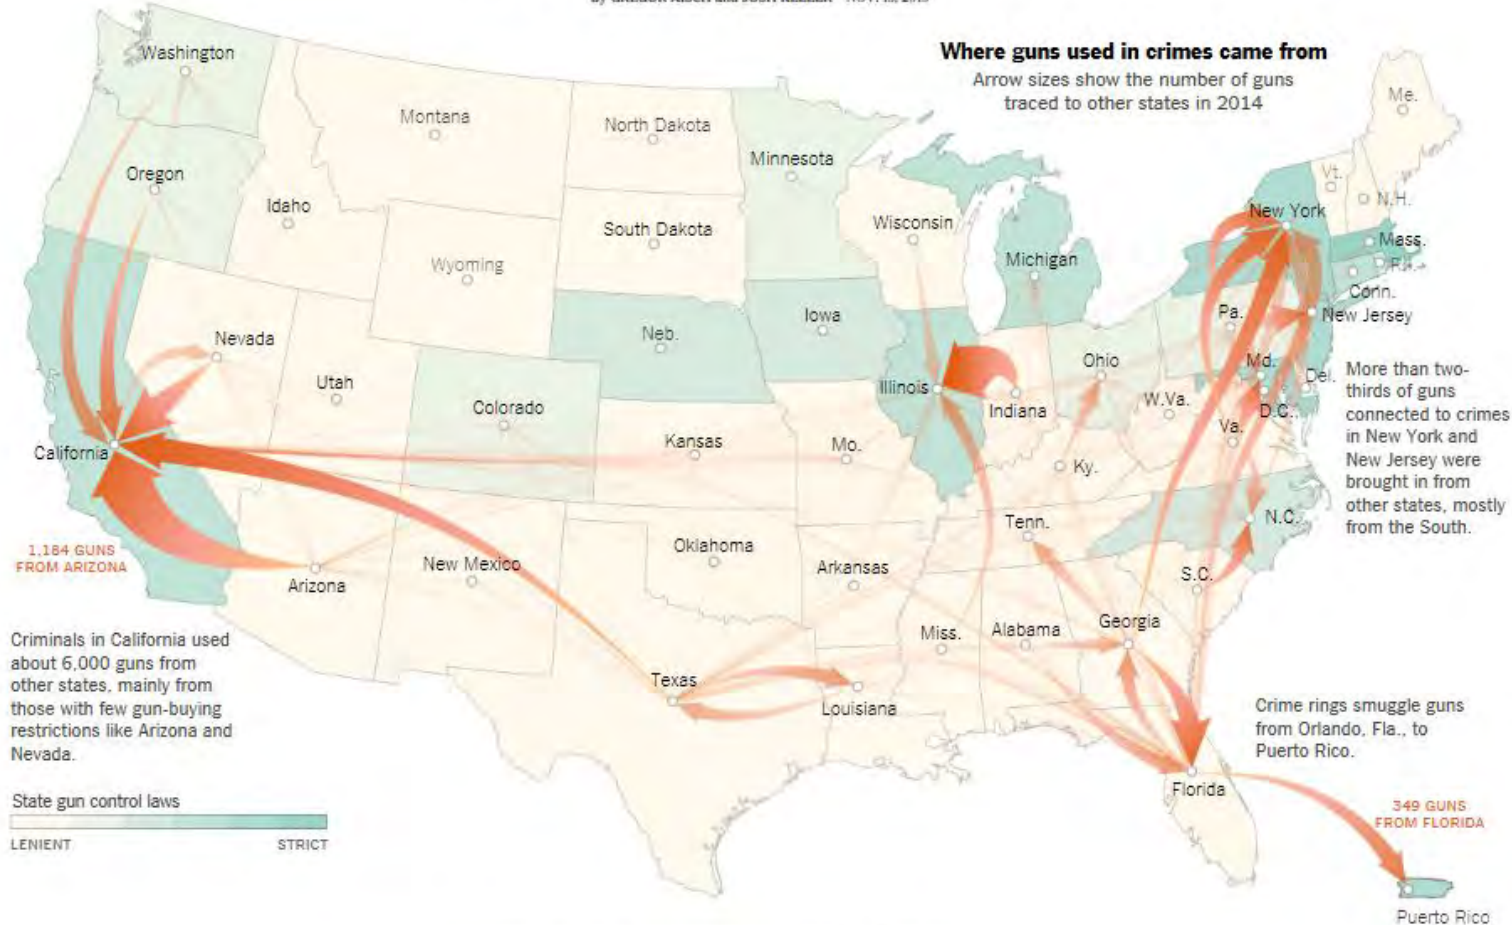 Where guns used in crimes came from
Arrow sizes show the number of guns
traced to other states in 2014
Washington
Montana
North Dakota
Minnesota
Me.
Oregon
Idaho
Vt.
N.H.
New York
Wisconsin
South Dakota
Wyoming
Michigan
Mass.
R.I.
Conn.
Nevada
Neb.
Iowa
Pa.
New Jersey
Utah
Colorado
Illinois
Indiana
Ohio
Md.
Del.
W.Va.
D.C.
Va.
More than two-
thirds of guns
connected to crimes
in New York and
New Jersey were
brought in from
other states, mostly
from the South.
California
Kansas
Mo.
Ky.
N.C.
Tenn.
1,184 GUNS
FROM ARIZONA
Arizona
New Mexico
Oklahoma
Arkansas
S.C.
Miss.
Alabama
Georgia
Criminals in California used
about 6,000 guns from
other states, mainly from
those with few gun-buying
restrictions like Arizona and
Nevada.
Texas
Louisiana
Crime rings smuggle guns
from Orlando, Fla., to
Puerto Rico.
Florida
State gun control laws
LENIENT
STRICT
349 GUNS
FROM FLORIDA
Puerto Rico